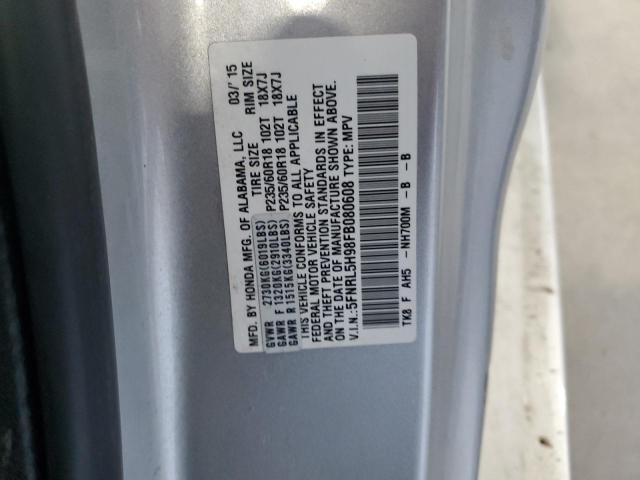 MFD. BY HONDA MFG. OF ALABAMA, LLC 03/'15
TIRE SIZE RIM SIZE
GVWR 2730KG(6019LBS)
GAWR F 1320KG(2910LBS) P235/60R18 102T 18X7J
GAWR R 1515KG(3340LBS) P235/60R18 102T 18X7J
THIS VEHICLE CONFORMS TO ALL APPLICABLE
FEDERAL MOTOR VEHICLE SAFETY
AND THEFT PREVENTION STANDARDS IN EFFECT
ON THE DATE OF MANUFACTURE SHOWN ABOVE.
V.I.N.:5FNRL5H98FB080608 TYPE: MPV
TK8 F AH5 -NH700M - B - B